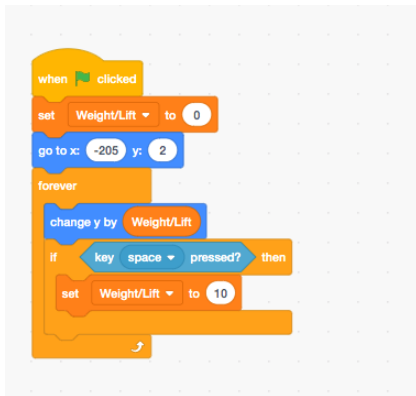 when clicked
set Weight/Lift to 0
go to x: -205 y: 2
forever
change y by Weight/Lift
if key space pressed? then
set Weight/Lift to 10